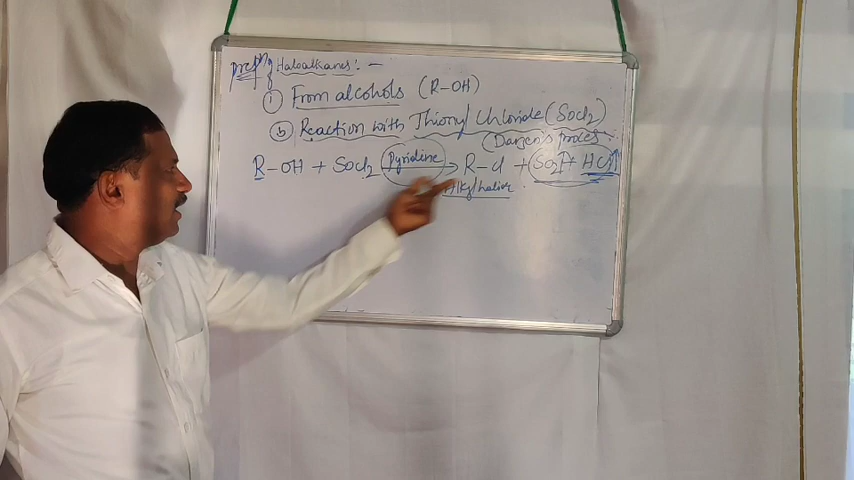 prepn of Haloalkanes: -
① From alcohols (R-OH)
ⓑ Reaction with Thionyl Chloride (SOCl2)
(Darzen's process
R-OH + SOCl2 Pyridine → R-Cl + SO2↑ + HCl↑
Alkyl halide